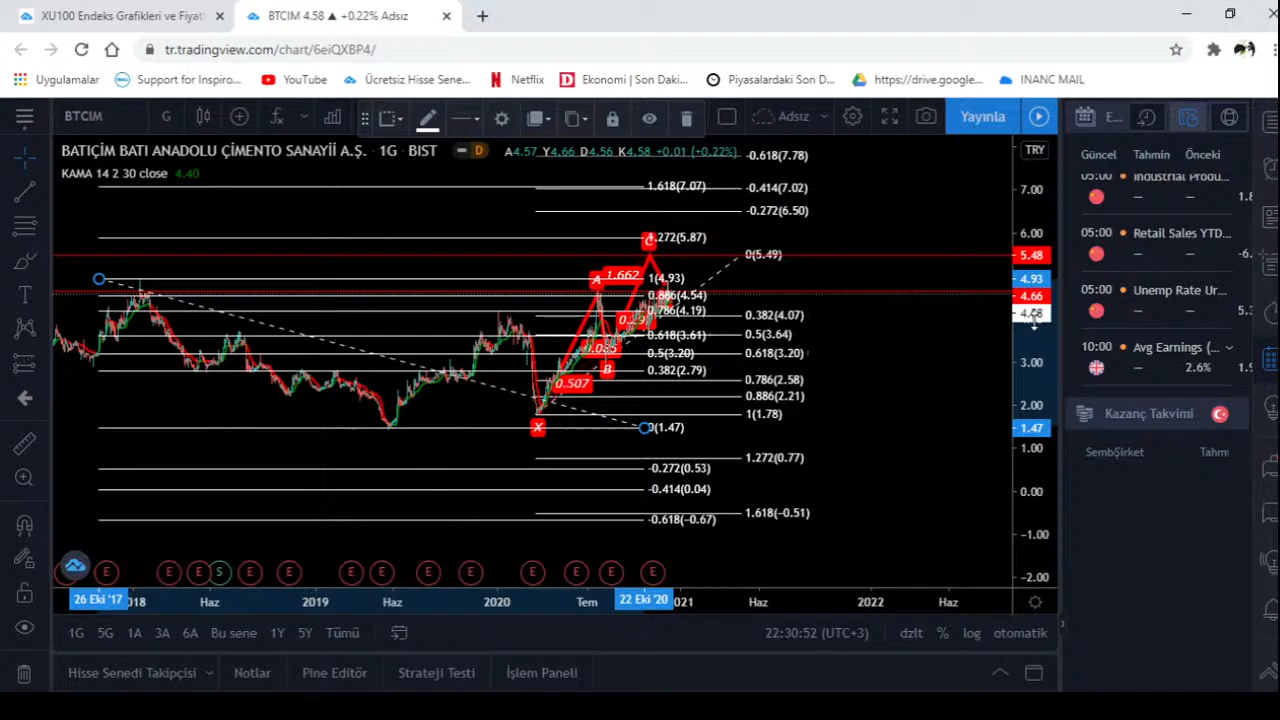 XU100 Endeks Grafikleri ve Fiyatl
BTCIM 4.58 ▲ +0.22% Adsız
tr.tradingview.com/chart/6eiQXBP4/
Uygulamalar
Support for Inspiro...
YouTube
Ücretsiz Hisse Sene...
Netflix
Ekonomi | Son Daki...
Piyasalardaki Son D...
https://drive.google...
INANC MAIL
BTCIM
G
Adsız
Yayınla
E...
BATIÇİM BATI ANADOLU ÇİMENTO SANAYİİ A.Ş. · 1G · BIST
D
A4.57 Y4.66 D4.56 K4.58 +0.01 (+0.22%)
KAMA 14 2 30 close 4.40
TRY
-0.618(7.78)
1.618(7.07)
-0.414(7.02)
-0.272(6.50)
1.272(5.87)
0(5.49)
1(4.93)
0.886(4.54)
0.786(4.19)
0.382(4.07)
0.618(3.61)
0.5(3.64)
0.5(3.20)
0.618(3.20)
0.382(2.79)
0.786(2.58)
0.886(2.21)
1(1.78)
0(1.47)
1.272(0.77)
-0.272(0.53)
-0.414(0.04)
1.618(−0.51)
-0.618(−0.67)
C
A
1.662
0.507
B
X
7.00
6.00
5.48
4.93
4.66
3.00
2.00
1.47
1.00
0.00
−1.00
−2.00
Güncel Tahmin Önceki
05:00 Industrial Produ...
— — 1.8
05:00 Retail Sales YTD...
— — -6.
05:00 Unemp Rate Ur...
— — 5.3
10:00 Avg Earnings (...
— 2.6% 1.9
Kazanç Takvimi
SembŞirket Tahmi
E E E S E E E E E E E E E E
26 Eki '17
2018
Haz
2019
Haz
2020
Tem
22 Eki '20
021
Haz
2022
Haz
1G 5G 1A 3A 6A Bu sene 1Y 5Y Tümü
22:30:52 (UTC+3)
dzlt % log otomatik
Hisse Senedi Takipçisi
Notlar
Pine Editör
Strateji Testi
İşlem Paneli